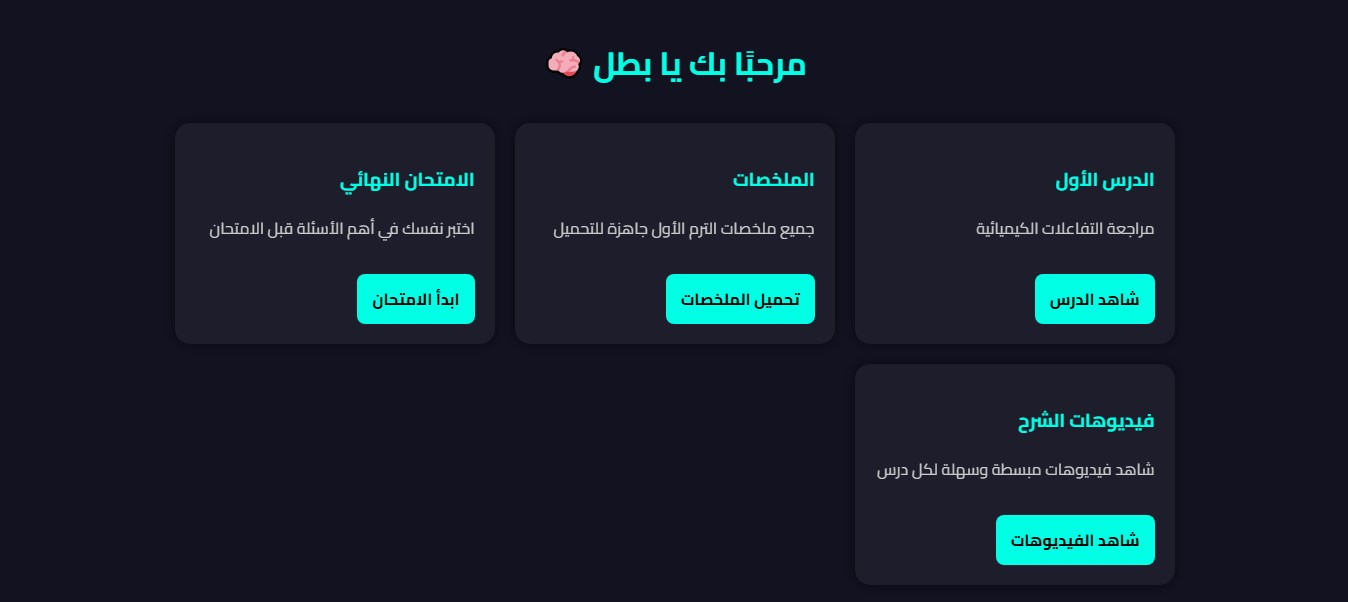 مرحبًا بك يا بطل 🧠
الدرس الأول
مراجعة التفاعلات الكيميائية
شاهد الدرس
الملخصات
جميع ملخصات الترم الأول جاهزة للتحميل
تحميل الملخصات
الامتحان النهائي
اختبر نفسك في أهم الأسئلة قبل الامتحان
ابدأ الامتحان
فيديوهات الشرح
شاهد فيديوهات مبسطة وسهلة لكل درس
شاهد الفيديوهات